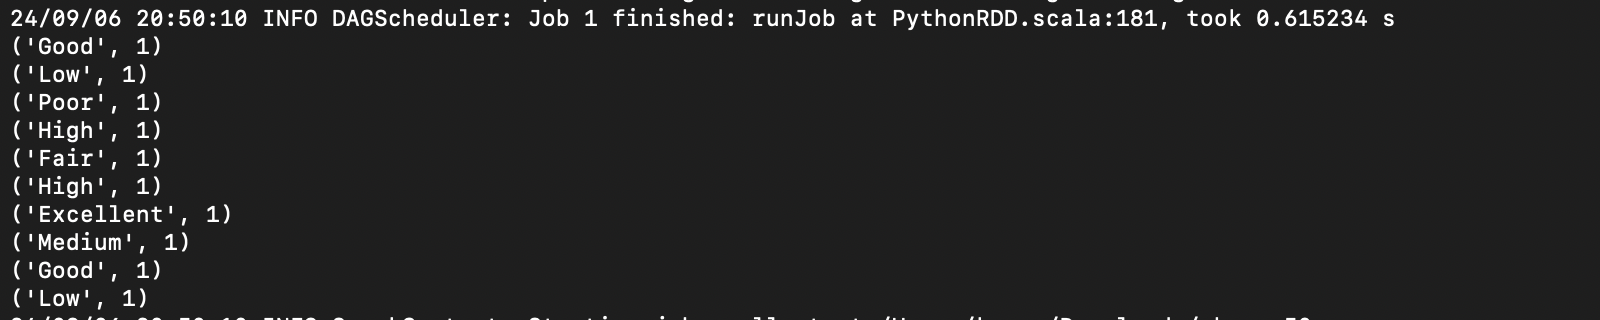 24/09/06 20:50:10 INFO DAGScheduler: Job 1 finished: runJob at PythonRDD.scala:181, took 0.615234 s
('Good', 1)
('Low', 1)
('Poor', 1)
('High', 1)
('Fair', 1)
('High', 1)
('Excellent', 1)
('Medium', 1)
('Good', 1)
('Low', 1)